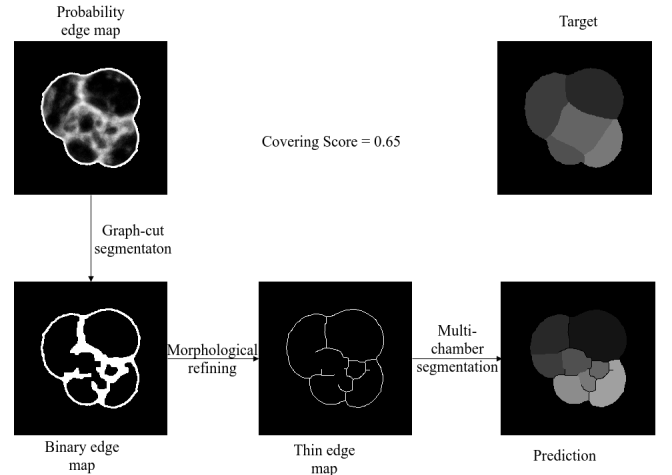 Probability
edge map
Target
Covering Score = 0.65
Graph-cut
segmentaton
Morphological
refining
Multi-
chamber
segmentation
Binary edge
map
Thin edge
map
Prediction